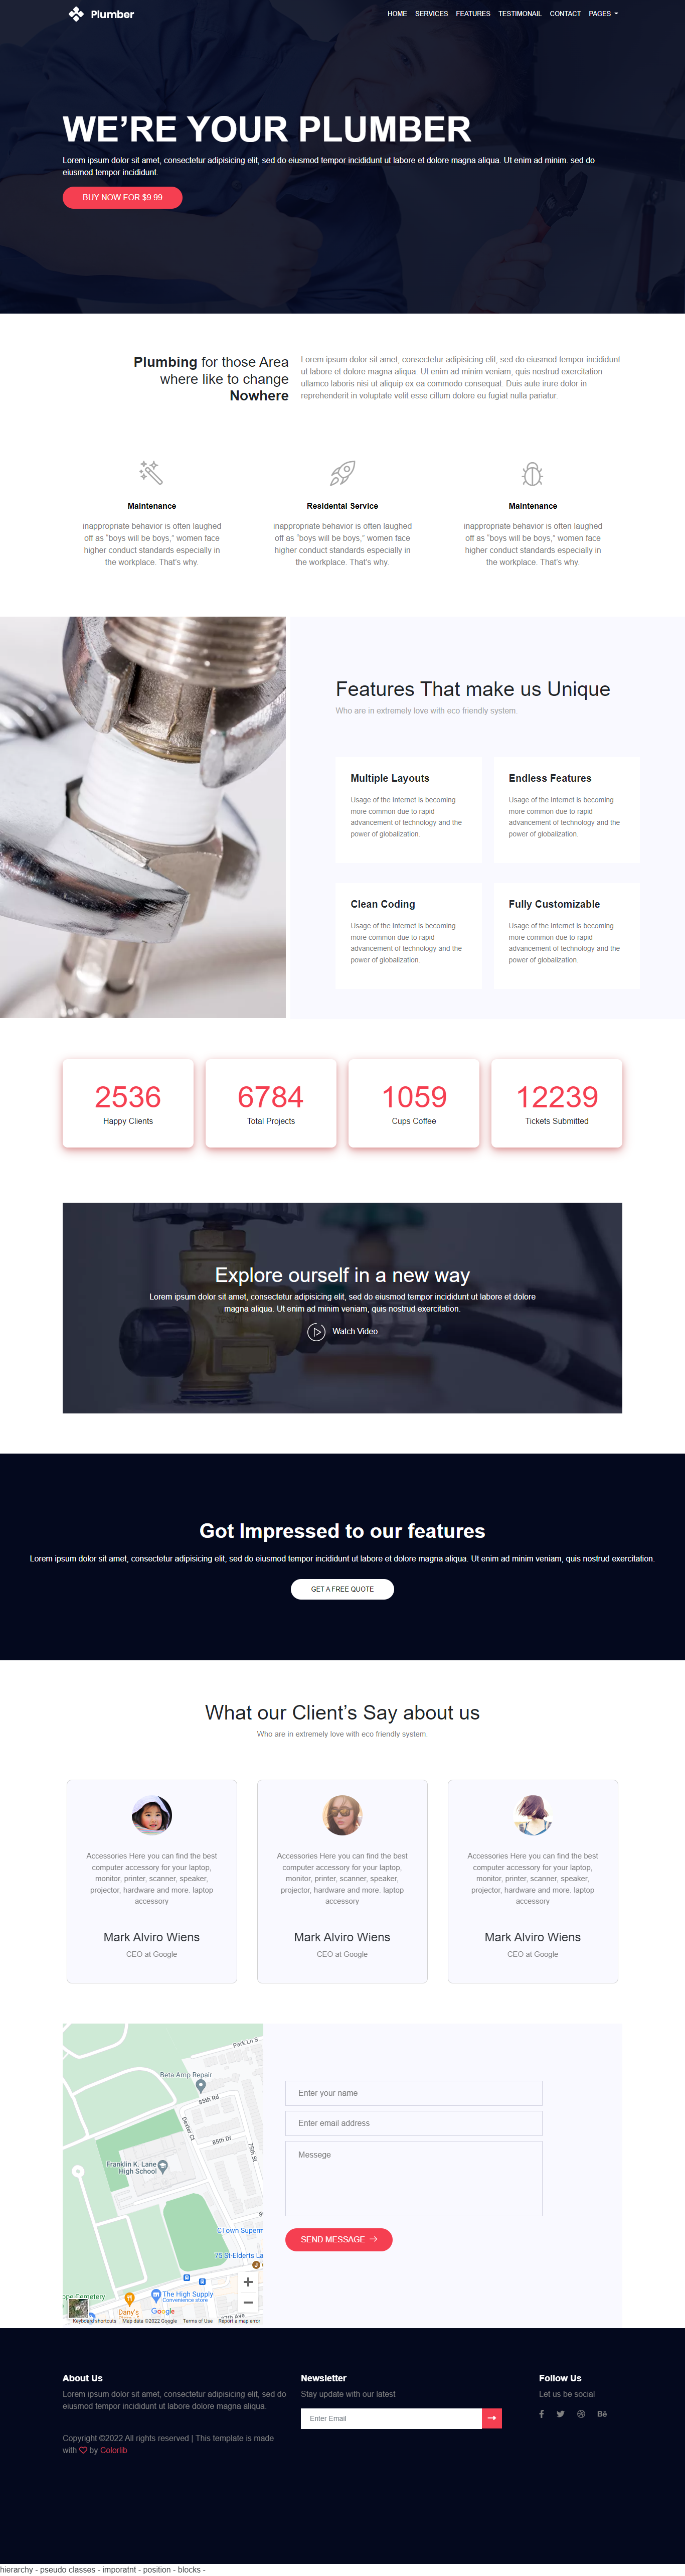 Plumber
HOME SERVICES FEATURES TESTIMONAIL CONTACT PAGES
WE’RE YOUR PLUMBER
Lorem ipsum dolor sit amet, consectetur adipisicing elit, sed do eiusmod tempor incididunt ut labore et dolore magna aliqua. Ut enim ad minim. sed do
eiusmod tempor incididunt.
BUY NOW FOR $9.99
Plumbing for those Area
where like to change
Nowhere
Lorem ipsum dolor sit amet, consectetur adipisicing elit, sed do eiusmod tempor incididunt
ut labore et dolore magna aliqua. Ut enim ad minim veniam, quis nostrud exercitation
ullamco laboris nisi ut aliquip ex ea commodo consequat. Duis aute irure dolor in
reprehenderit in voluptate velit esse cillum dolore eu fugiat nulla pariatur.
Maintenance
inappropriate behavior is often laughed
off as “boys will be boys,” women face
higher conduct standards especially in
the workplace. That’s why.
Residental Service
inappropriate behavior is often laughed
off as “boys will be boys,” women face
higher conduct standards especially in
the workplace. That’s why.
Maintenance
inappropriate behavior is often laughed
off as “boys will be boys,” women face
higher conduct standards especially in
the workplace. That’s why.
Features That make us Unique
Who are in extremely love with eco friendly system.
Multiple Layouts
Usage of the Internet is becoming
more common due to rapid
advancement of technology and the
power of globalization.
Endless Features
Usage of the Internet is becoming
more common due to rapid
advancement of technology and the
power of globalization.
Clean Coding
Usage of the Internet is becoming
more common due to rapid
advancement of technology and the
power of globalization.
Fully Customizable
Usage of the Internet is becoming
more common due to rapid
advancement of technology and the
power of globalization.
2536
Happy Clients
6784
Total Projects
1059
Cups Coffee
12239
Tickets Submitted
Explore ourself in a new way
Lorem ipsum dolor sit amet, consectetur adipisicing elit, sed do eiusmod tempor incididunt ut labore et dolore
magna aliqua. Ut enim ad minim veniam, quis nostrud exercitation.
Watch Video
Got Impressed to our features
Lorem ipsum dolor sit amet, consectetur adipisicing elit, sed do eiusmod tempor incididunt ut labore et dolore magna aliqua. Ut enim ad minim veniam, quis nostrud exercitation.
GET A FREE QUOTE
What our Client’s Say about us
Who are in extremely love with eco friendly system.
Accessories Here you can find the best
computer accessory for your laptop,
monitor, printer, scanner, speaker,
projector, hardware and more. laptop
accessory
Mark Alviro Wiens
CEO at Google
Accessories Here you can find the best
computer accessory for your laptop,
monitor, printer, scanner, speaker,
projector, hardware and more. laptop
accessory
Mark Alviro Wiens
CEO at Google
Accessories Here you can find the best
computer accessory for your laptop,
monitor, printer, scanner, speaker,
projector, hardware and more. laptop
accessory
Mark Alviro Wiens
CEO at Google
Park Ln S
Beta Amp Repair
85th Rd
Dexter Ct
85th Dr
75th St
Franklin K. Lane
High School
CTown Superm
75 St-Elderts La
ope Cemetery
The High Supply
Convenience store
Dany's
Google
87th Ave
Keyboard shortcuts Map data ©2022 Google Terms of Use Report a map error
Enter your name
Enter email address
Messege
SEND MESSAGE
About Us
Lorem ipsum dolor sit amet, consectetur adipisicing elit, sed do
eiusmod tempor incididunt ut labore dolore magna aliqua.
Copyright ©2022 All rights reserved | This template is made
with by Colorlib
Newsletter
Stay update with our latest
Enter Email
Follow Us
Let us be social
hierarchy - pseudo classes - imporatnt - position - blocks -